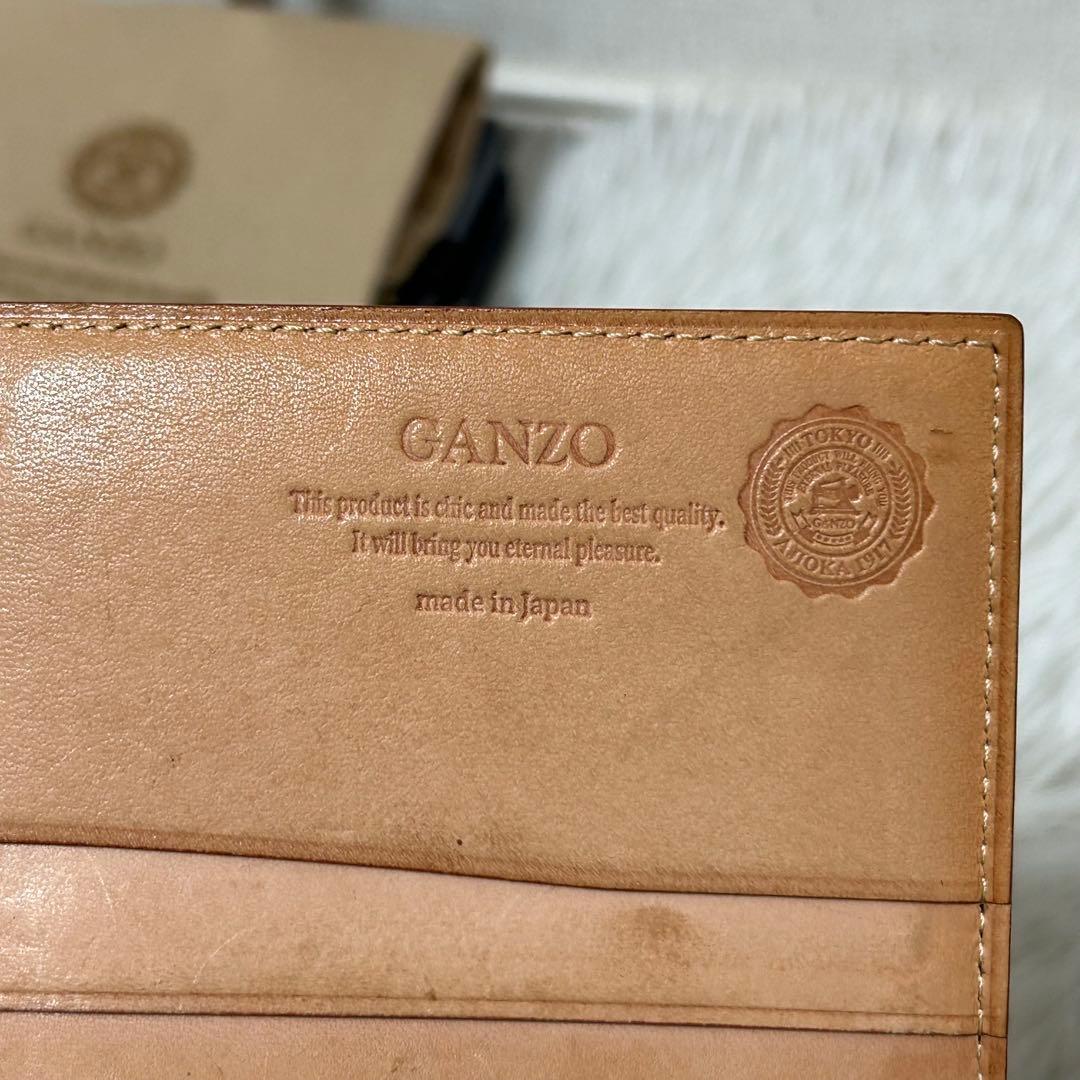 GANZO
This product is chic and made the best quality.
It will bring you eternal pleasure.
made in Japan
TOKYO
GANZO
AJIOKA 1917